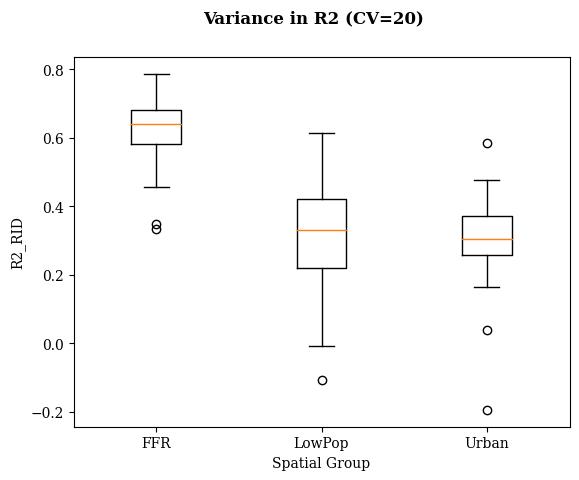 Variance in R2 (CV=20)
0.8
0.6
0.4
0.2
0.0
−0.2
R2_RID
FFR LowPop Urban
Spatial Group